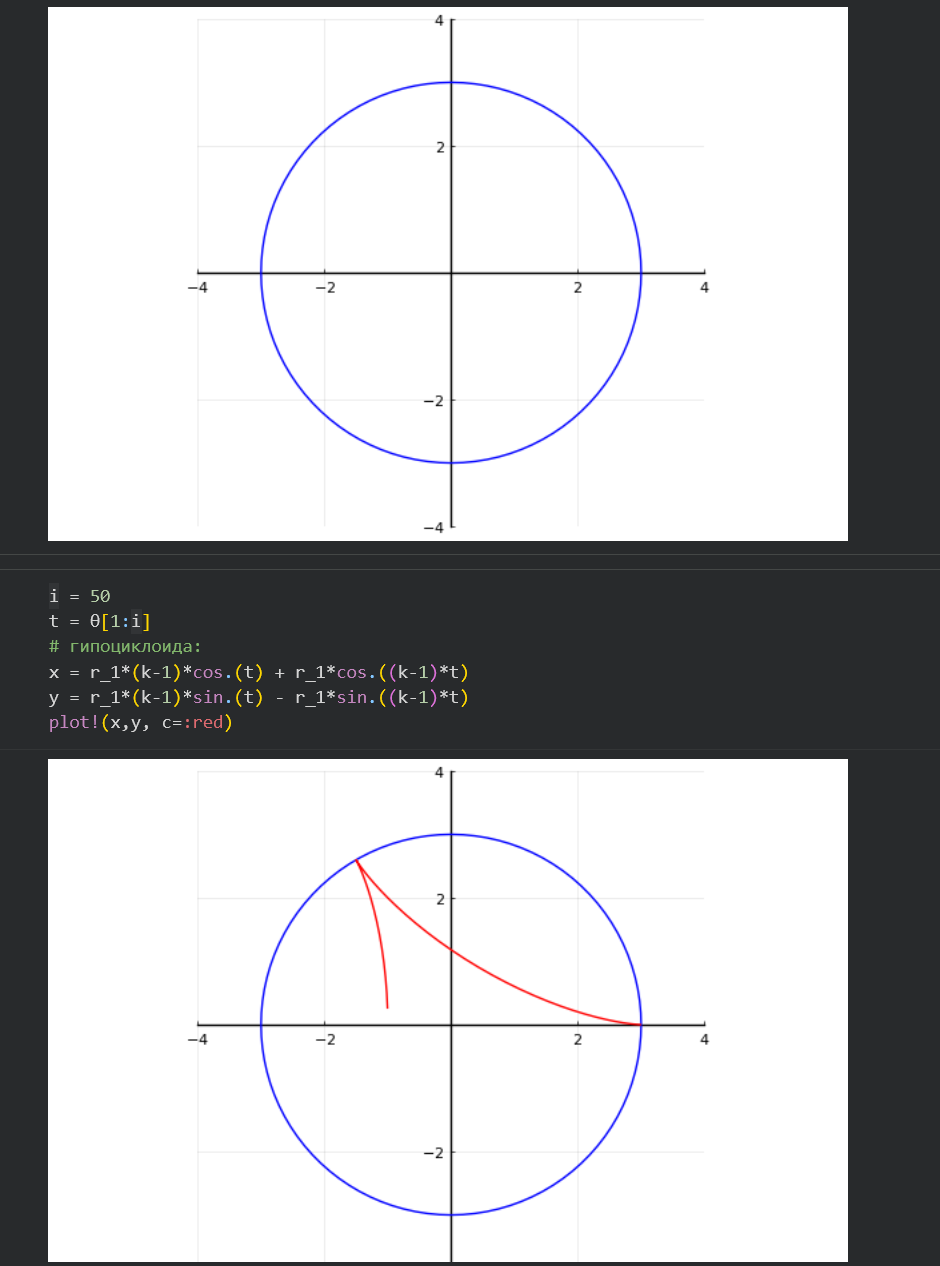 4
2
−4 −2 2 4
−2
−4
i = 50
t = θ[1:i]
# гипоциклоида:
x = r_1*(k-1)*cos.(t) + r_1*cos.((k-1)*t)
y = r_1*(k-1)*sin.(t) - r_1*sin.((k-1)*t)
plot!(x,y, c=:red)
4
2
−4 −2 2 4
−2